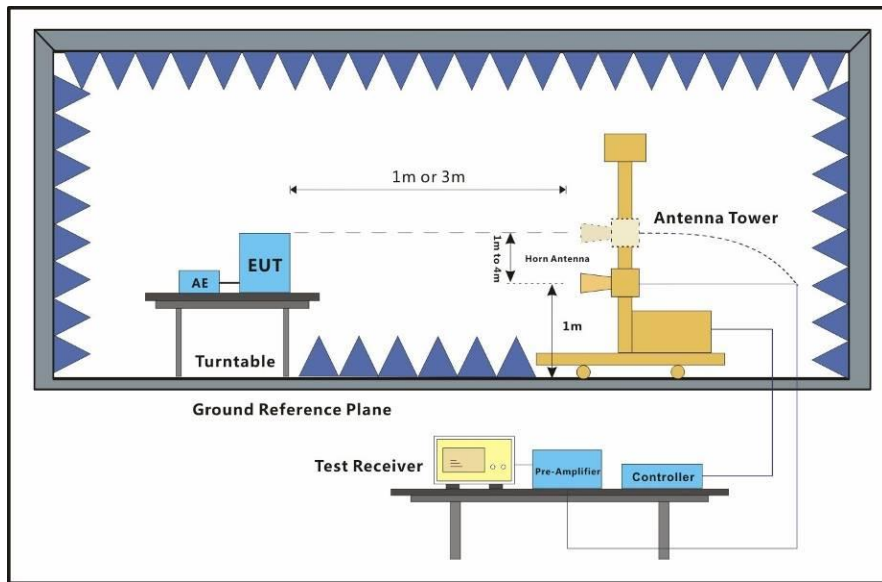 1m or 3m
Antenna Tower
1m to 4m
Horn Antenna
EUT
AE
1m
Turntable
Ground Reference Plane
Test Receiver
Pre-Amplifier
Controller